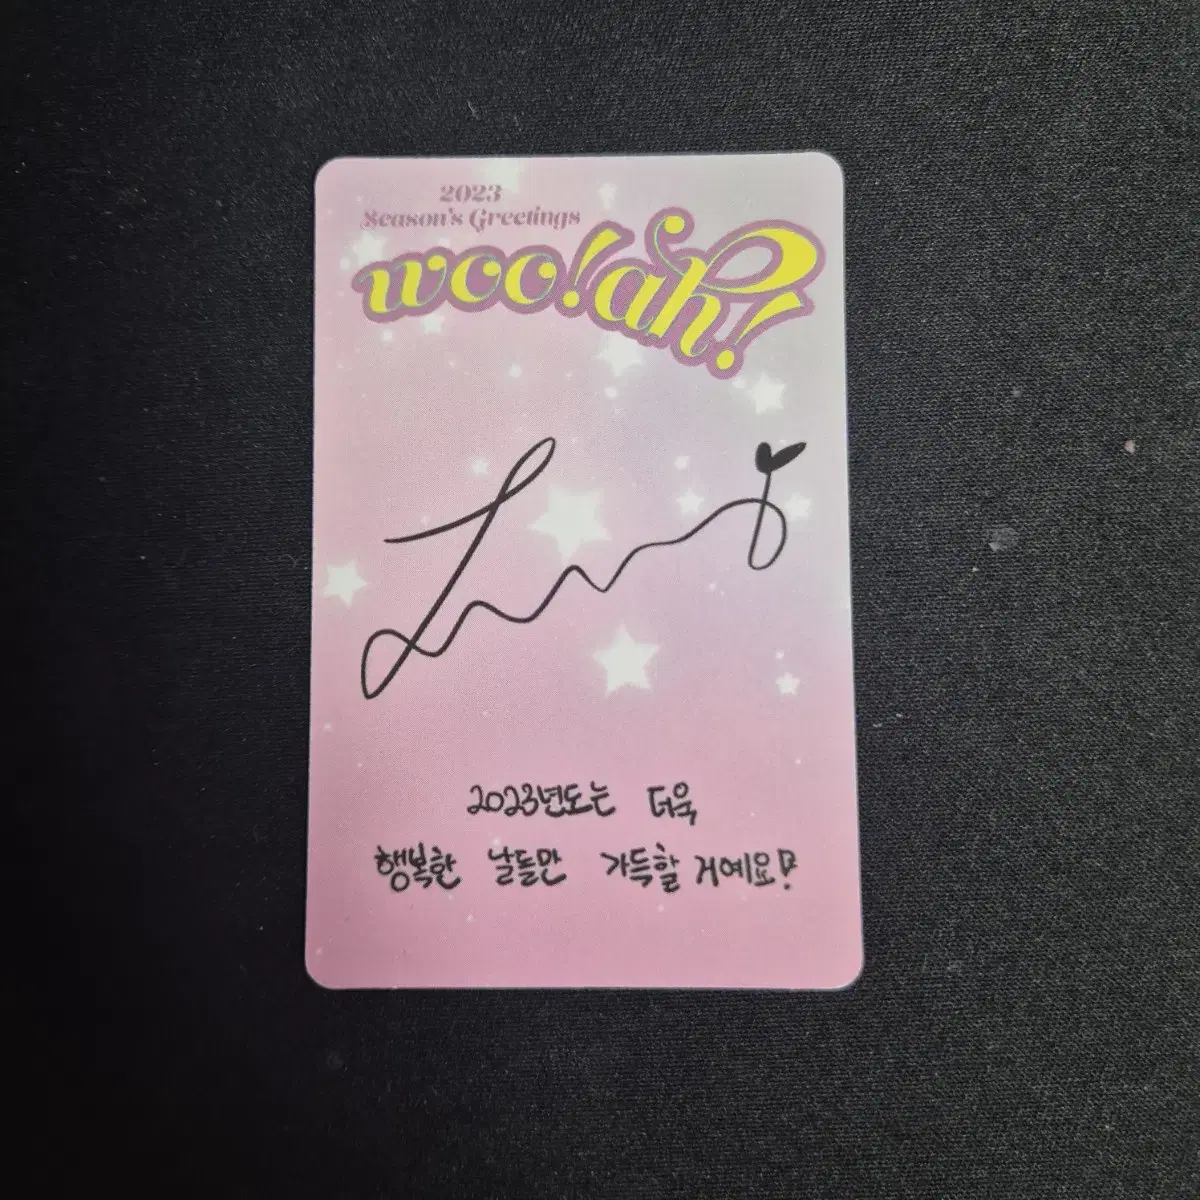 2023
Season's Greetings
woo!ah!
2023년도는 더욱
행복한 날들만 가득할 거예요!